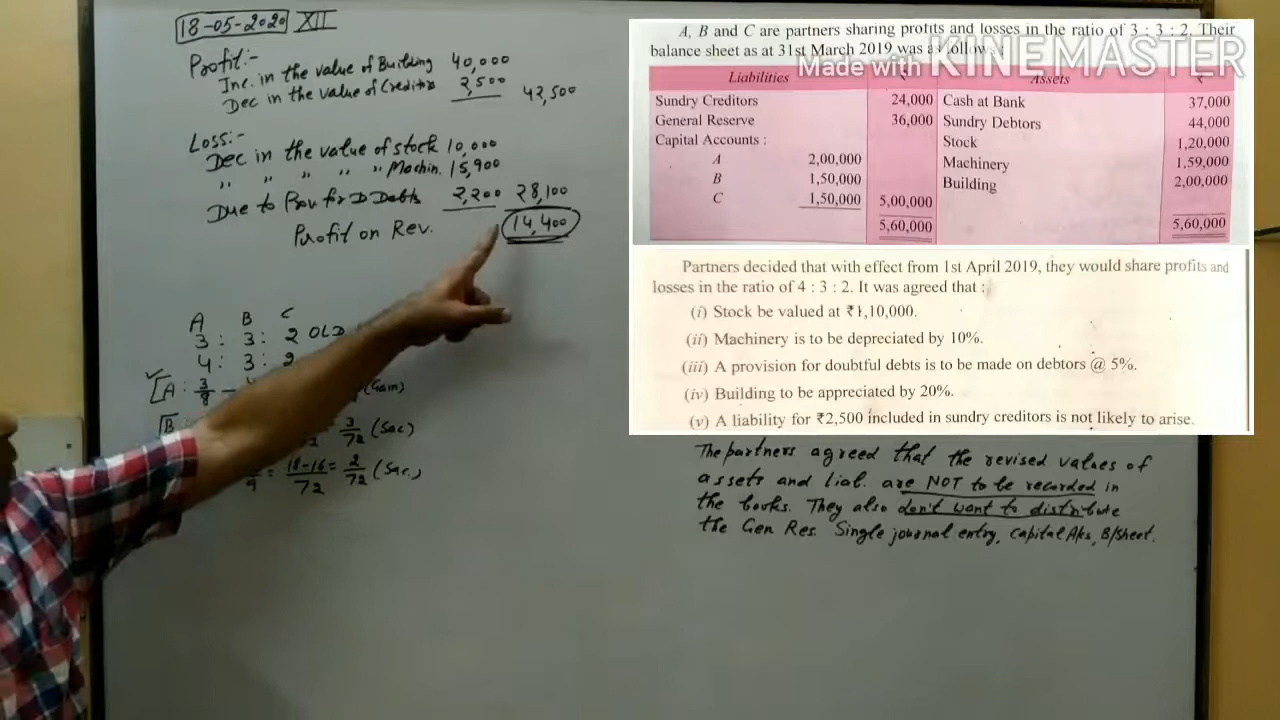 18-05-2020 XII
Profit:-
Inc. in the value of Building 40,000
Dec in the value of Creditors 2,500 42,500
Loss:-
Dec in the value of stock 10,000
" " " " " Machin. 15,900
Due to Prov for D Debts 2,200 28,100
Profit on Rev. 14,400
A B C
3 : 3 : 2 OLD
4 : 3 : 2
A : 3/8 - (Gain)
B : 3/72 (Sac)
= 18-16/72 = 2/72 (Sac.)
A, B and C are partners sharing profits and losses in the ratio of 3 : 3 : 2. Their
balance sheet as at 31st March 2019 was as follow
Made with KINEMASTER
Liabilities ₹ Assets ₹
Sundry Creditors 24,000 Cash at Bank 37,000
General Reserve 36,000 Sundry Debtors 44,000
Capital Accounts : Stock 1,20,000
A 2,00,000 Machinery 1,59,000
B 1,50,000 Building 2,00,000
C 1,50,000 5,00,000
5,60,000 5,60,000
Partners decided that with effect from 1st April 2019, they would share profits and
losses in the ratio of 4 : 3 : 2. It was agreed that :
(i) Stock be valued at ₹1,10,000.
(ii) Machinery is to be depreciated by 10%.
(iii) A provision for doubtful debts is to be made on debtors @ 5%.
(iv) Building to be appreciated by 20%.
(v) A liability for ₹2,500 included in sundry creditors is not likely to arise.
The partners agreed that the revised values of
assets and liab. are NOT to be recorded in
the books. They also don't want to distribute
the Gen Res. Single journal entry, Capital A/cs, B/Sheet.